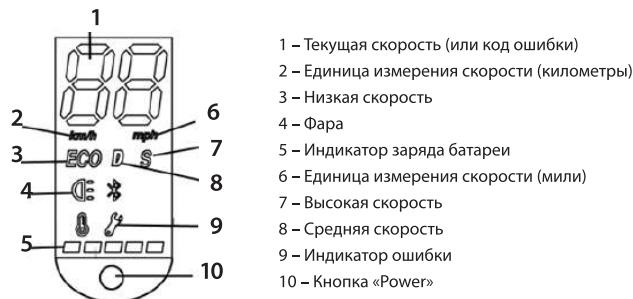 1
88
2
km/h
mph
6
3
ECO
D
S
7
8
4
9
5
10
1 – Текущая скорость (или код ошибки)
2 – Единица измерения скорости (километры)
3 – Низкая скорость
4 – Фара
5 – Индикатор заряда батареи
6 – Единица измерения скорости (мили)
7 – Высокая скорость
8 – Средняя скорость
9 – Индикатор ошибки
10 – Кнопка «Power»